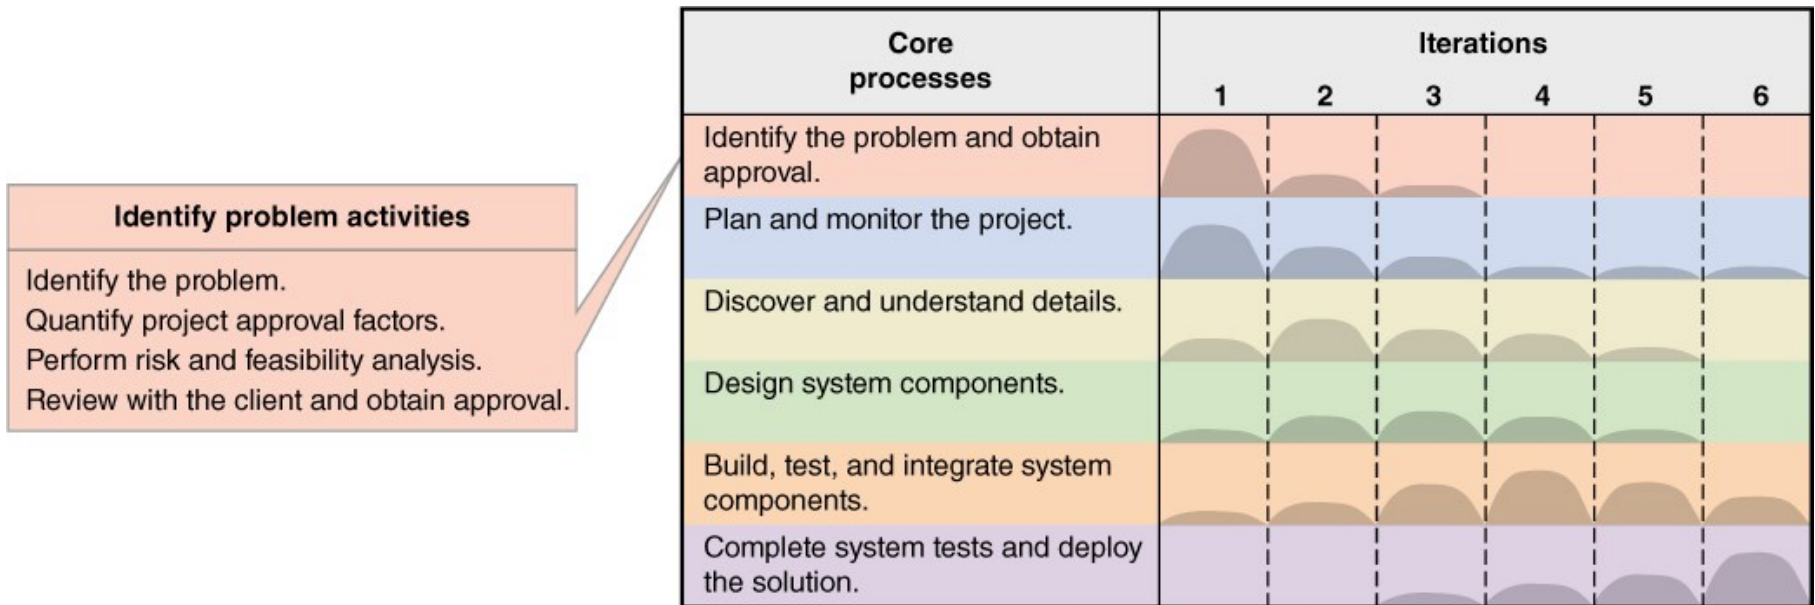 Identify problem activities
Identify the problem.
Quantify project approval factors.
Perform risk and feasibility analysis.
Review with the client and obtain approval.
Core
processes
Iterations
1 2 3 4 5 6
Identify the problem and obtain
approval.
Plan and monitor the project.
Discover and understand details.
Design system components.
Build, test, and integrate system
components.
Complete system tests and deploy
the solution.